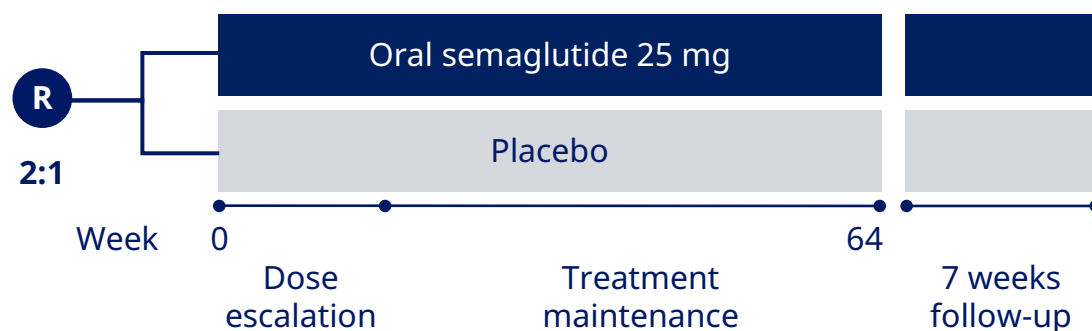 Oral semaglutide 25 mg
R
Placebo
2:1
Week 0 64
Dose escalation
Treatment maintenance
7 weeks follow-up